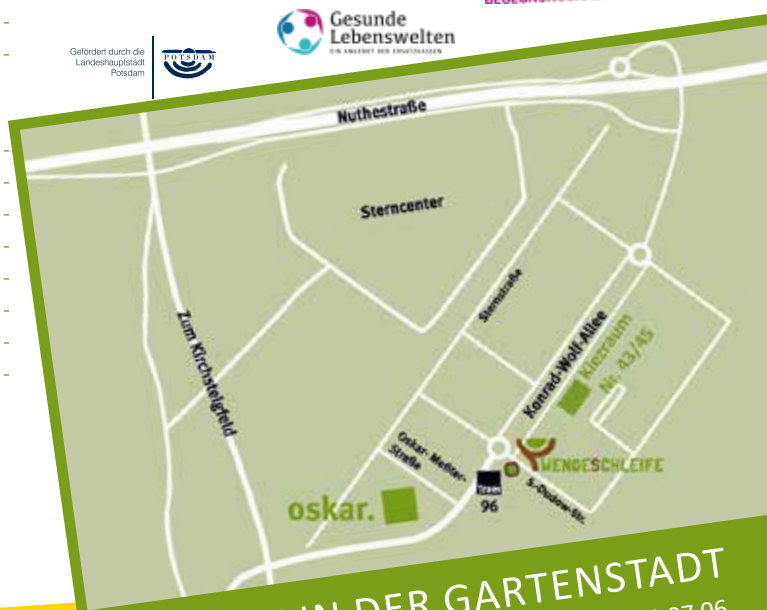 Gesunde
Lebenswelten
EIN ANGEBOT DER ERSATZKASSEN
Gefördert durch die
Landeshauptstadt
Potsdam
POTSDAM
Nuthestraße
Sterncenter
Sternstraße
Zum Kirchsteigfeld
Konrad-Wolf-Allee
Kiezraum
Nr. 43/45
Oskar-Meßter-
Straße
WENDESCHLEIFE
Tram
96
S.-Dudow-Str.
oskar.
IN DER GARTENSTADT